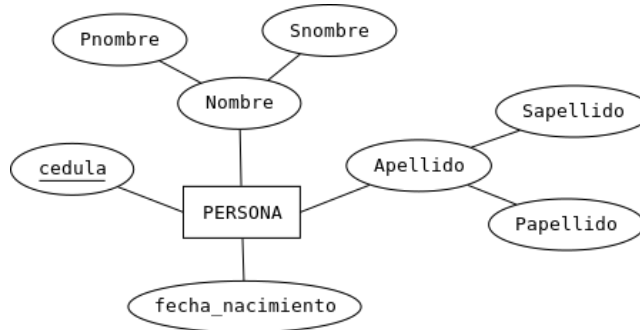 Pnombre
Snombre
Nombre
Sapellido
cedula
Apellido
PERSONA
Papellido
fecha_nacimiento